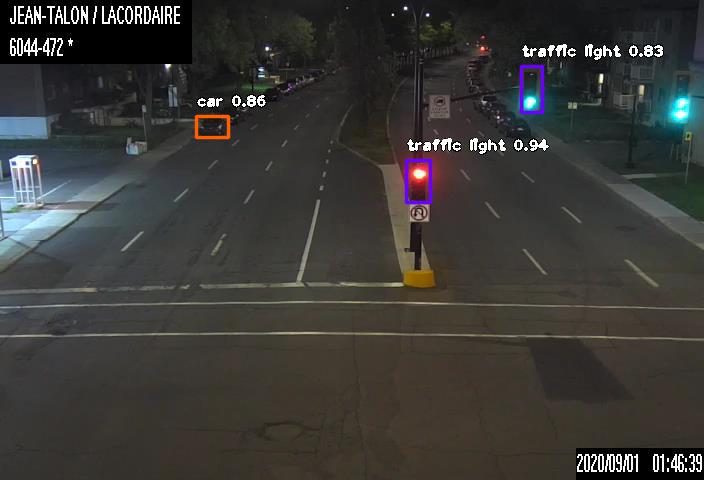 JEAN-TALON / LACORDAIRE
6044-472 *
traffic light 0.83
car 0.86
traffic light 0.94
2020/09/01 01:46:39